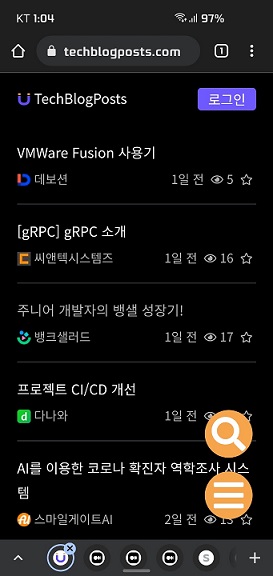 KT 1:04
97%
techblogposts.com
1
TechBlogPosts
로그인
VMWare Fusion 사용기
데보션
1일 전
5
[gRPC] gRPC 소개
씨앤텍시스템즈
1일 전
16
주니어 개발자의 뱅샐 성장기!
뱅크샐러드
1일 전
17
프로젝트 CI/CD 개선
다나와
1일 전
AI를 이용한 코로나 확진자 역학조사 시스
템
스마일게이트AI
2일 전
13
S